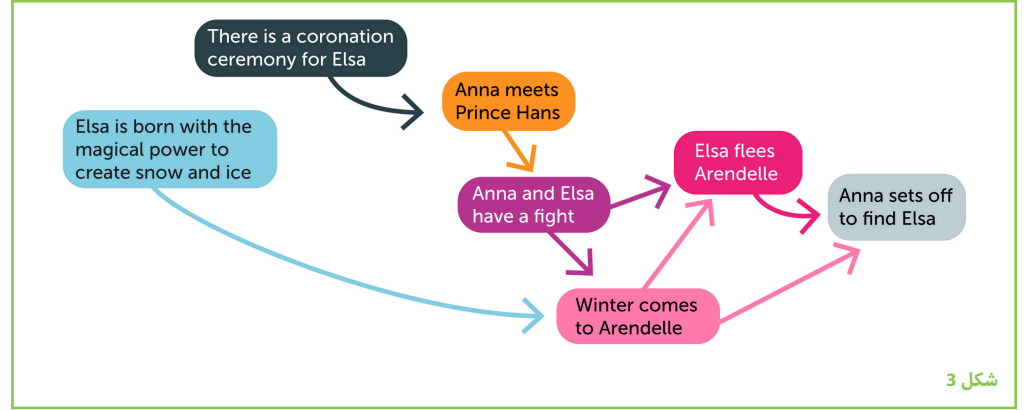 There is a coronation
ceremony for Elsa
Anna meets
Prince Hans
Elsa is born with the
magical power to
create snow and ice
Elsa flees
Arendelle
Anna and Elsa
have a fight
Anna sets off
to find Elsa
Winter comes
to Arendelle
شكل 3